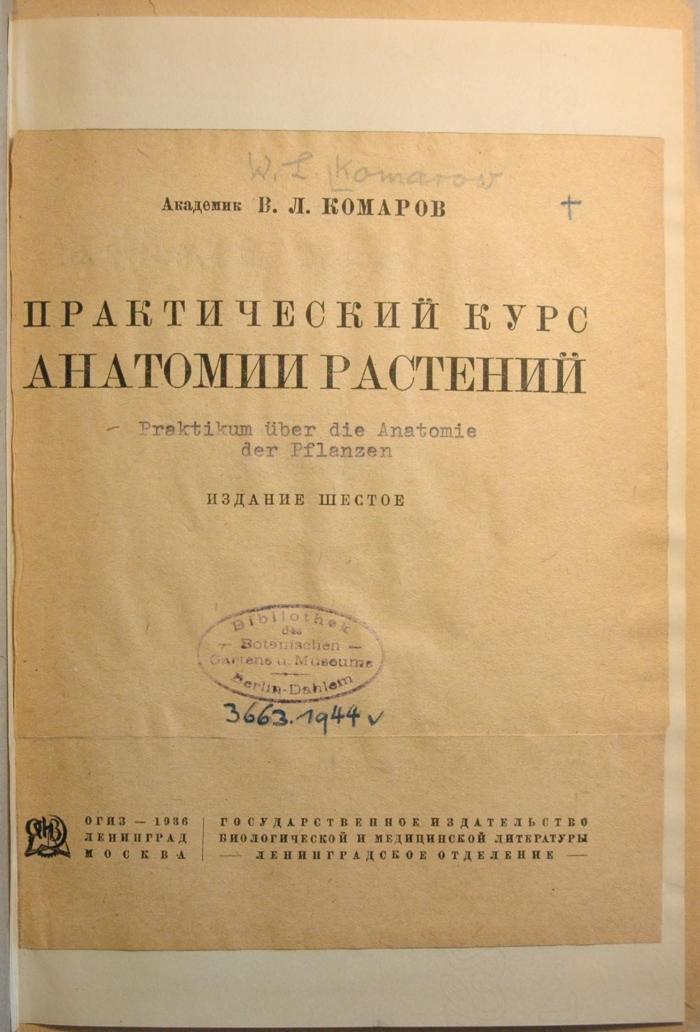 W. L. Komarow
Академик В. Л. КОМАРОВ
+
ПРАКТИЧЕСКИЙ КУРС
АНАТОМИИ РАСТЕНИЙ
– Praktikum über die Anatomie
der Pflanzen
ИЗДАНИЕ ШЕСТОЕ
Bibliothek
des
– Botanischen –
Gartens u. Museums
Berlin-Dahlem
3663.1944 v
ОГИЗ — 1936
ЛЕНИНГРАД
МОСКВА
ГОСУДАРСТВЕННОЕ ИЗДАТЕЛЬСТВО
БИОЛОГИЧЕСКОЙ И МЕДИЦИНСКОЙ ЛИТЕРАТУРЫ
— ЛЕНИНГРАДСКОЕ ОТДЕЛЕНИЕ —